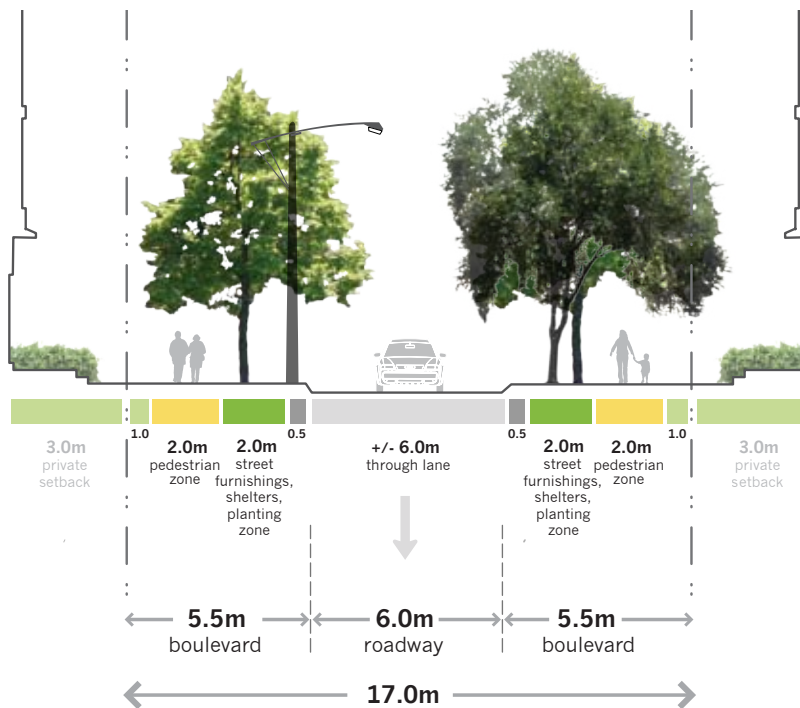 1.0
0.5
0.5
1.0
3.0m
private
setback
2.0m
pedestrian
zone
2.0m
street
furnishings,
shelters,
planting
zone
+/- 6.0m
through lane
2.0m
street
furnishings,
shelters,
planting
zone
2.0m
pedestrian
zone
3.0m
private
setback
5.5m
boulevard
6.0m
roadway
5.5m
boulevard
17.0m